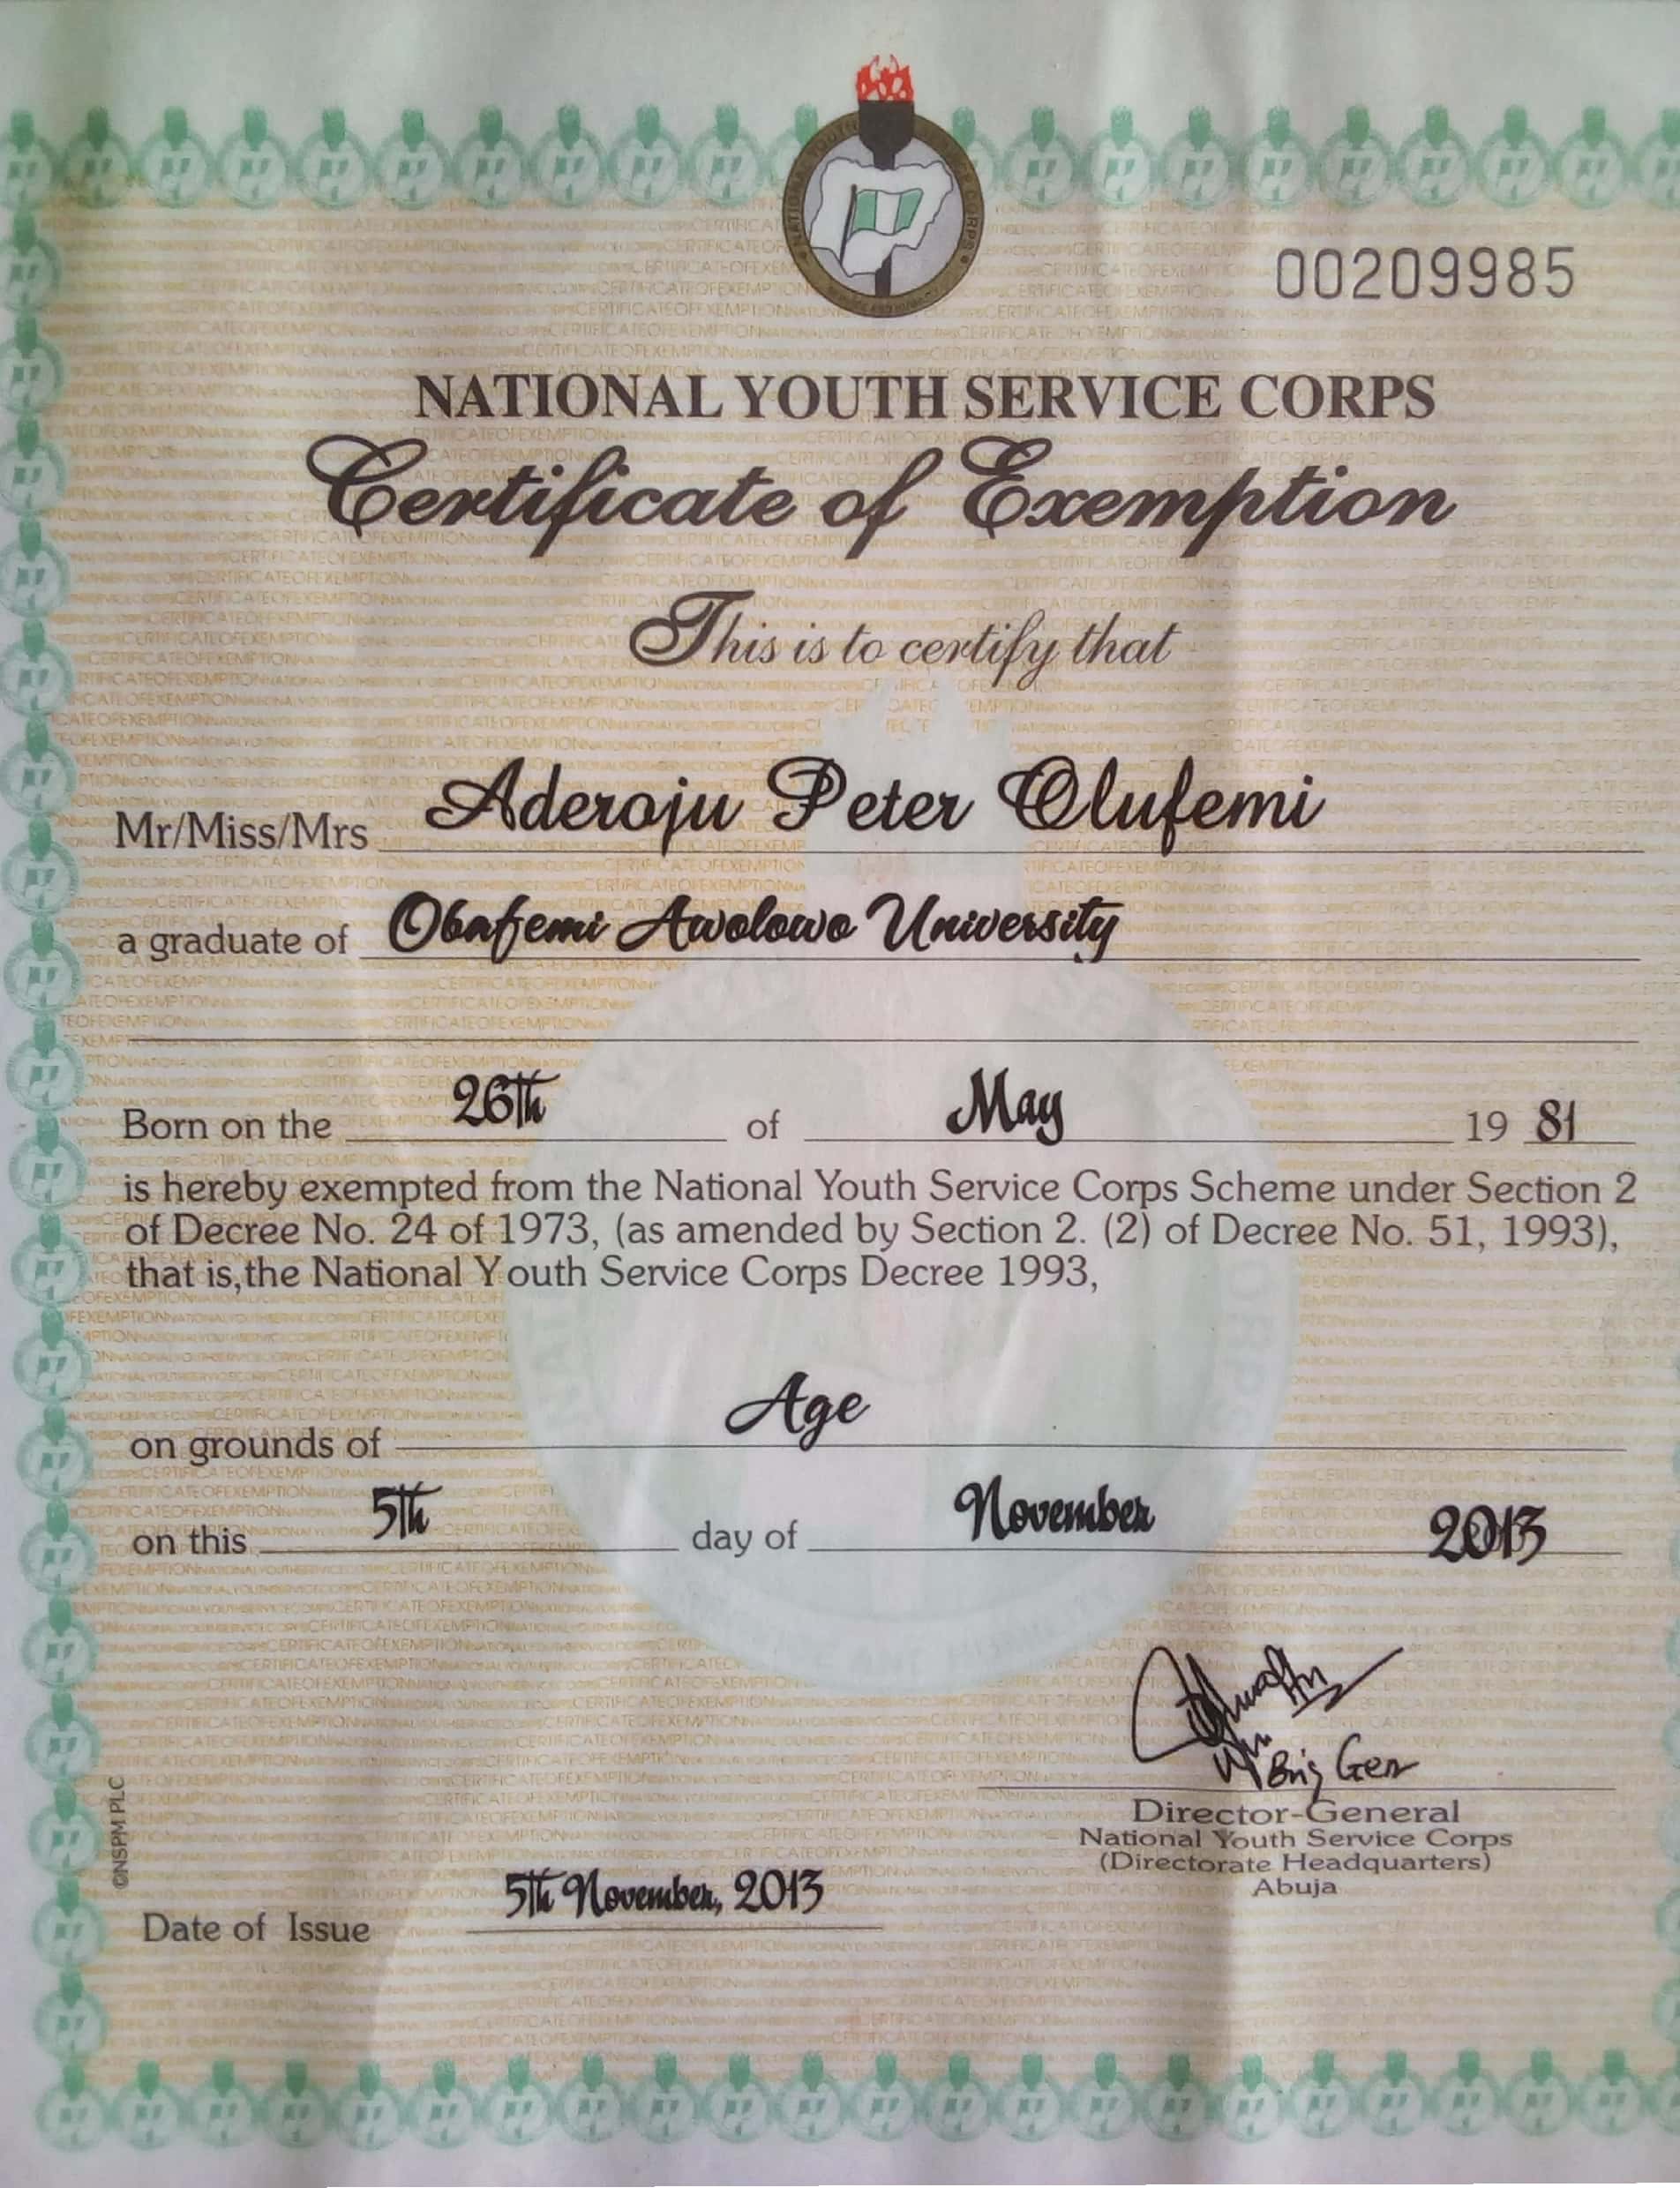 00209985
NATIONAL YOUTH SERVICE CORPS
Certificate of Exemption
This is to certify that
Mr/Miss/Mrs Aderoju Peter Olufemi
a graduate of Obafemi Awolowo University
Born on the 26th of May 19 81
is hereby exempted from the National Youth Service Corps Scheme under Section 2
of Decree No. 24 of 1973, (as amended by Section 2. (2) of Decree No. 51, 1993),
that is, the National Youth Service Corps Decree 1993,
on grounds of Age
on this 5th day of November 2013
Brig Gen
Director-General
National Youth Service Corps
(Directorate Headquarters)
Abuja
©NSPM PLC
Date of Issue 5th November, 2013